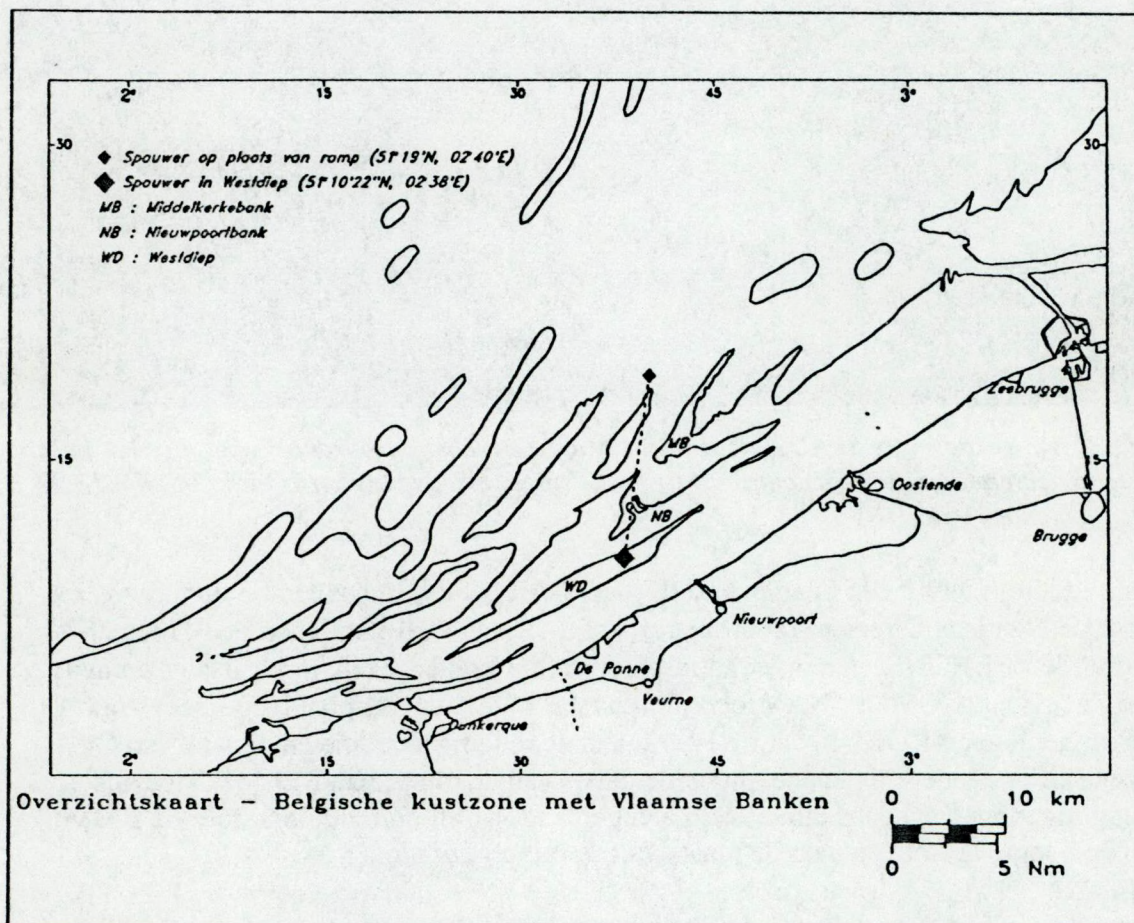 2° 15 30 45 3°
30 30
◆ Spouwer op plaats van ramp (51°19'N, 02°40'E)
◆ Spouwer in Westdiep (51°10'22"N, 02°38'E)
MB : Middelkerkebank
NB : Nieuwpoortbank
WD : Westdiep
Zeebrugge
MB
15 15
Oostende
NB
Brugge
WD
Nieuwpoort
De Panne
Veurne
Dunkerque
2° 15 30 45 3°
Overzichtskaart - Belgische kustzone met Vlaamse Banken
0 10 km
0 5 Nm